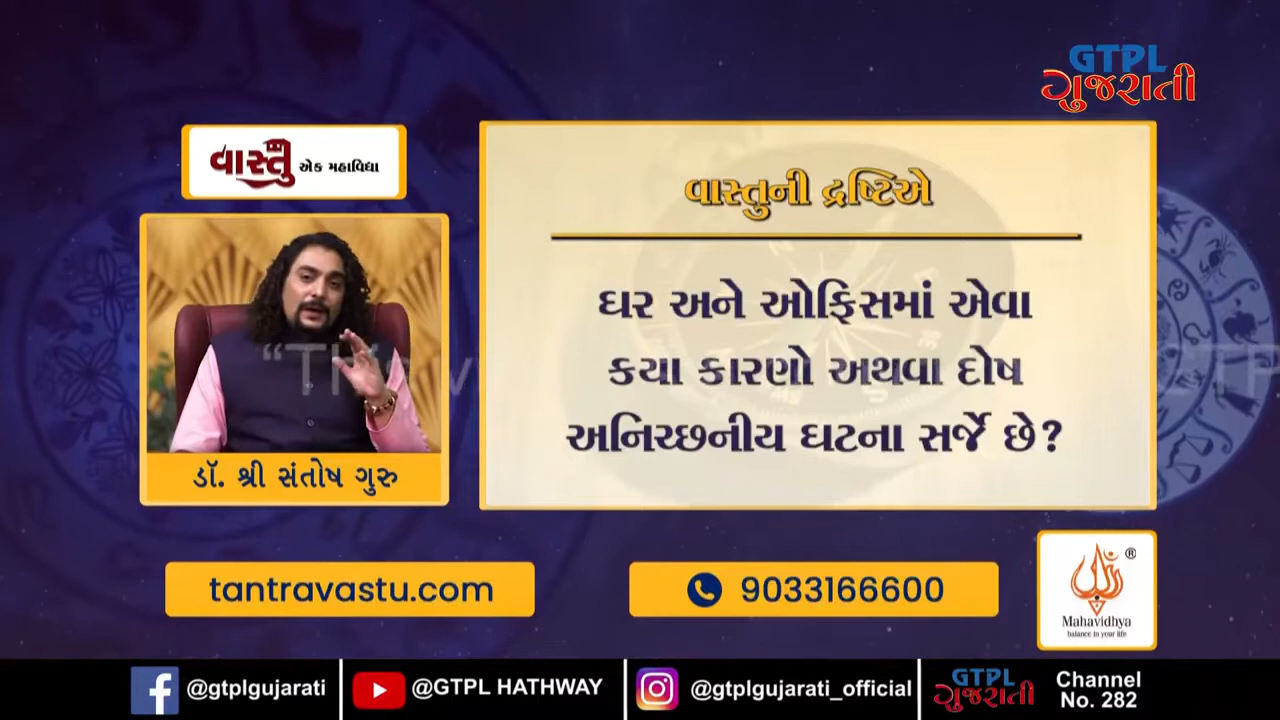 GTPL
ગુજરાતી
વાસ્તુ એક મહાવિદ્યા
વાસ્તુની દ્રષ્ટિએ
ઘર અને ઓફિસમાં એવા
કયા કારણો અથવા દોષ
અનિચ્છનીય ઘટના સર્જે છે?
ડૉ. શ્રી સંતોષ ગુરુ
tantravastu.com
9033166600
®
Mahavidhya
balance in your life
@gtplgujarati
@GTPL HATHWAY
@gtplgujarati_official
GTPL
ગુજરાતી
Channel
No. 282